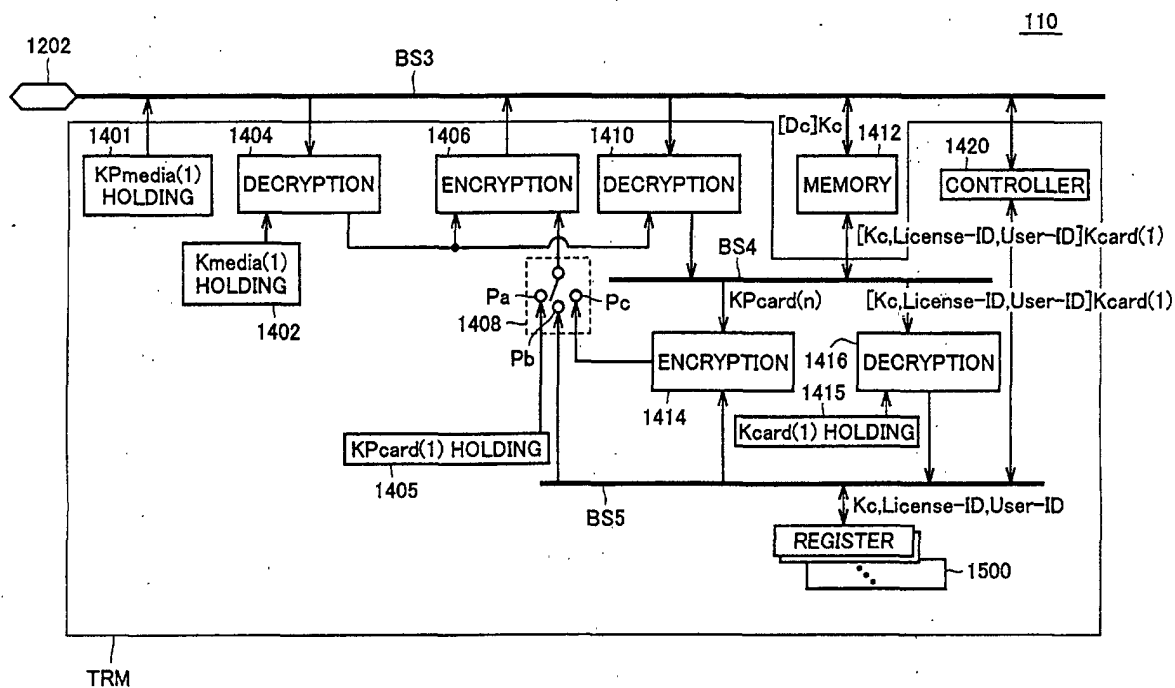 110
1202
BS3
1401
1404
1406
1410
[Dc]Kc
1412
1420
KPmedia(1)
HOLDING
DECRYPTION
ENCRYPTION
DECRYPTION
MEMORY
CONTROLLER
Kmedia(1)
HOLDING
1402
[Kc,License-ID,User-ID]Kcard(1)
BS4
Pa
Pc
1408
Pb
KPcard(n)
[Kc,License-ID,User-ID]Kcard(1)
ENCRYPTION
1414
1416
DECRYPTION
1415
Kcard(1) HOLDING
KPcard(1) HOLDING
1405
BS5
Kc,License-ID,User-ID
REGISTER
1500
TRM